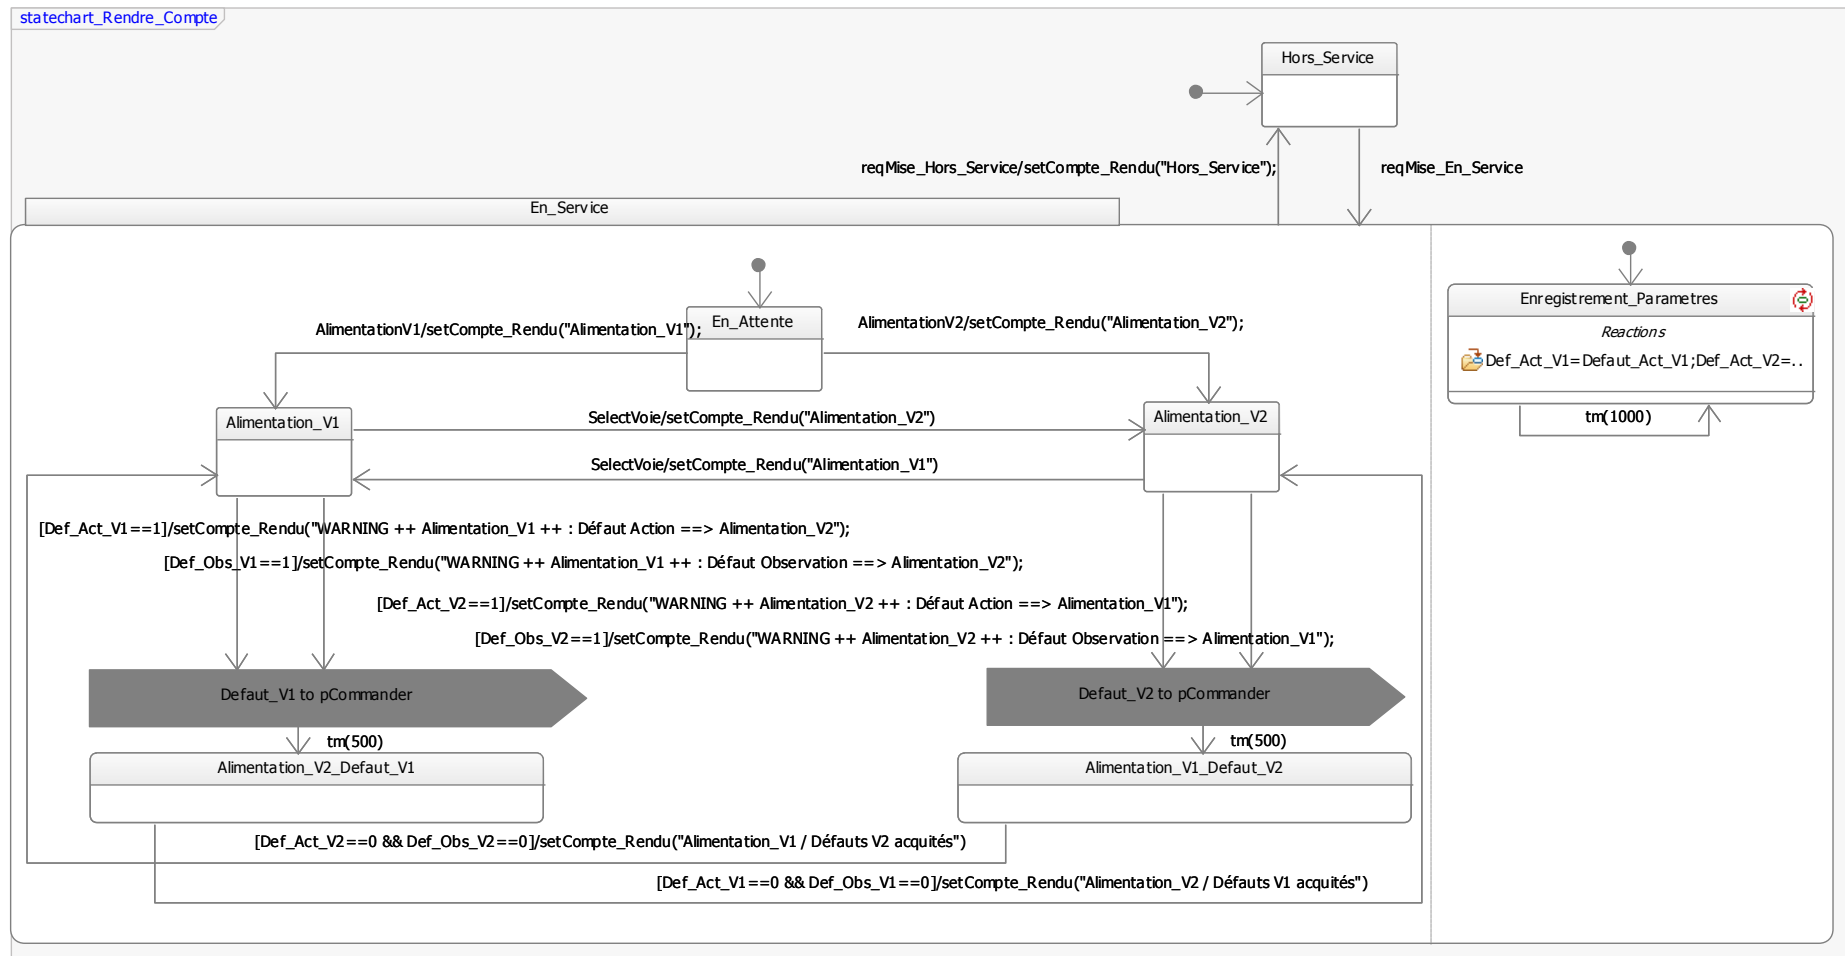 statechart_Rendre_Compte
Hors_Service
reqMise_Hors_Service/setCompte_Rendu("Hors_Service");
reqMise_En_Service
En_Service
En_Attente
AlimentationV1/setCompte_Rendu("Alimentation_V1");
AlimentationV2/setCompte_Rendu("Alimentation_V2");
Enregistrement_Parametres
Reactions
Def_Act_V1=Defaut_Act_V1;Def_Act_V2=..
tm(1000)
Alimentation_V1
SelectVoie/setCompte_Rendu("Alimentation_V2")
Alimentation_V2
SelectVoie/setCompte_Rendu("Alimentation_V1")
[Def_Act_V1==1]/setCompte_Rendu("WARNING ++ Alimentation_V1 ++ : Défaut Action ==> Alimentation_V2");
[Def_Obs_V1==1]/setCompte_Rendu("WARNING ++ Alimentation_V1 ++ : Défaut Observation ==> Alimentation_V2");
[Def_Act_V2==1]/setCompte_Rendu("WARNING ++ Alimentation_V2 ++ : Défaut Action ==> Alimentation_V1");
[Def_Obs_V2==1]/setCompte_Rendu("WARNING ++ Alimentation_V2 ++ : Défaut Observation ==> Alimentation_V1");
Defaut_V1 to pCommander
Defaut_V2 to pCommander
tm(500)
tm(500)
Alimentation_V2_Defaut_V1
Alimentation_V1_Defaut_V2
[Def_Act_V2==0 && Def_Obs_V2==0]/setCompte_Rendu("Alimentation_V1 / Défauts V2 acquités")
[Def_Act_V1==0 && Def_Obs_V1==0]/setCompte_Rendu("Alimentation_V2 / Défauts V1 acquités")